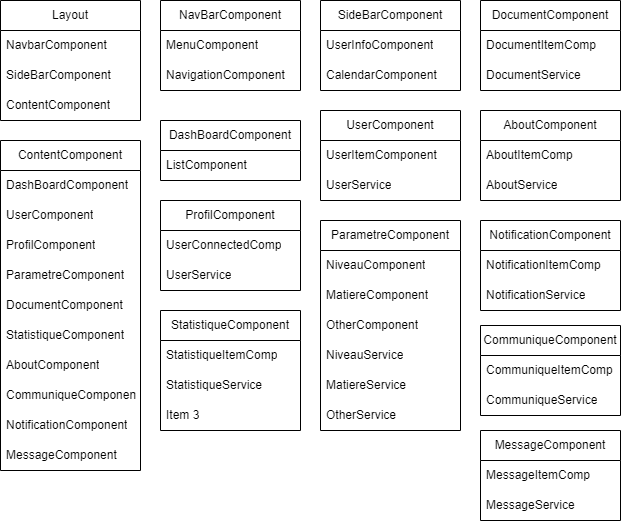 Layout
NavbarComponent
SideBarComponent
ContentComponent
ContentComponent
DashBoardComponent
UserComponent
ProfilComponent
ParametreComponent
DocumentComponent
StatistiqueComponent
AboutComponent
CommuniqueComponen
NotificationComponent
MessageComponent
NavBarComponent
MenuComponent
NavigationComponent
DashBoardComponent
ListComponent
ProfilComponent
UserConnectedComp
UserService
StatistiqueComponent
StatistiqueItemComp
StatistiqueService
Item 3
SideBarComponent
UserInfoComponent
CalendarComponent
UserComponent
UserItemComponent
UserService
ParametreComponent
NiveauComponent
MatiereComponent
OtherComponent
NiveauService
MatiereService
OtherService
DocumentComponent
DocumentItemComp
DocumentService
AboutComponent
AboutItemComp
AboutService
NotificationComponent
NotificationItemComp
NotificationService
CommuniqueComponent
CommuniqueItemComp
CommuniqueService
MessageComponent
MessageItemComp
MessageService